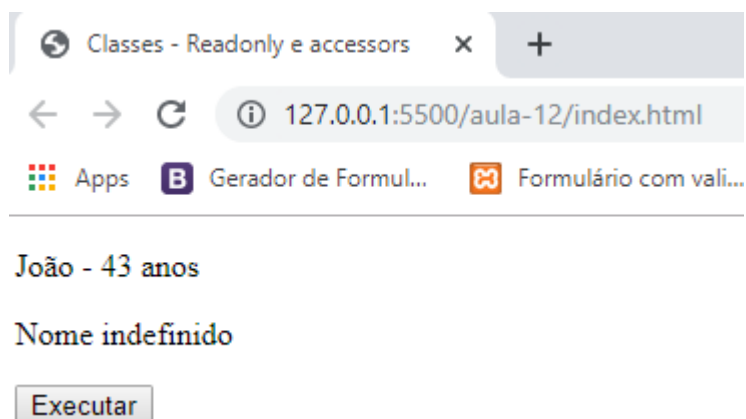 Classes - Readonly e accessors
127.0.0.1:5500/aula-12/index.html
Apps B Gerador de Formul... Formulário com vali...
João - 43 anos
Nome indefinido
Executar